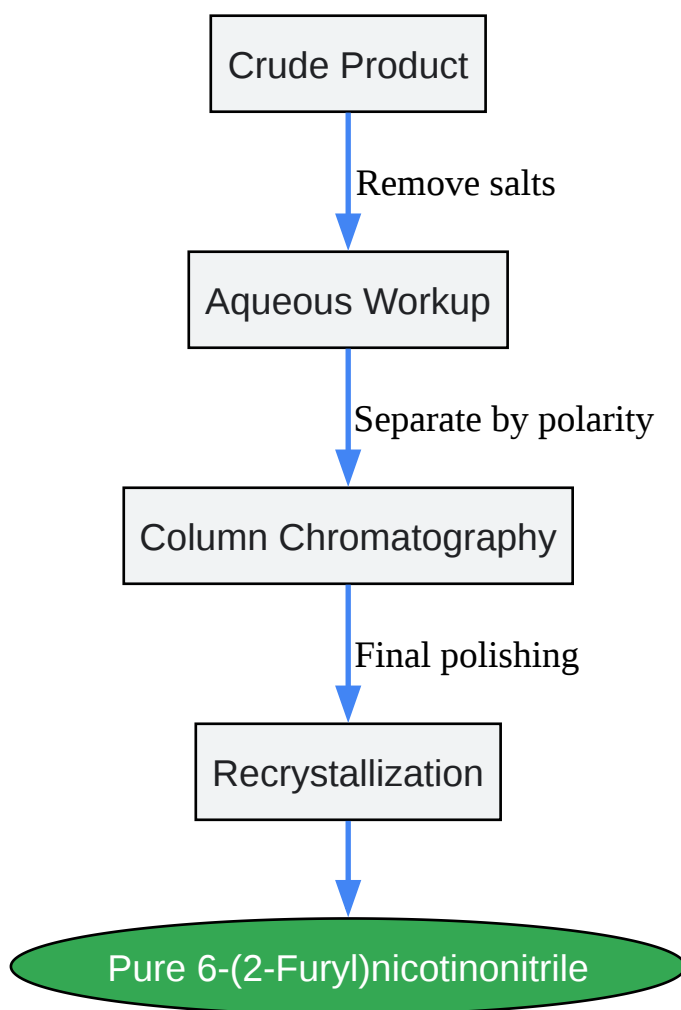 Crude Product
Remove salts
Aqueous Workup
Separate by polarity
Column Chromatography
Final polishing
Recrystallization
Pure 6-(2-Furyl)nicotinonitrile